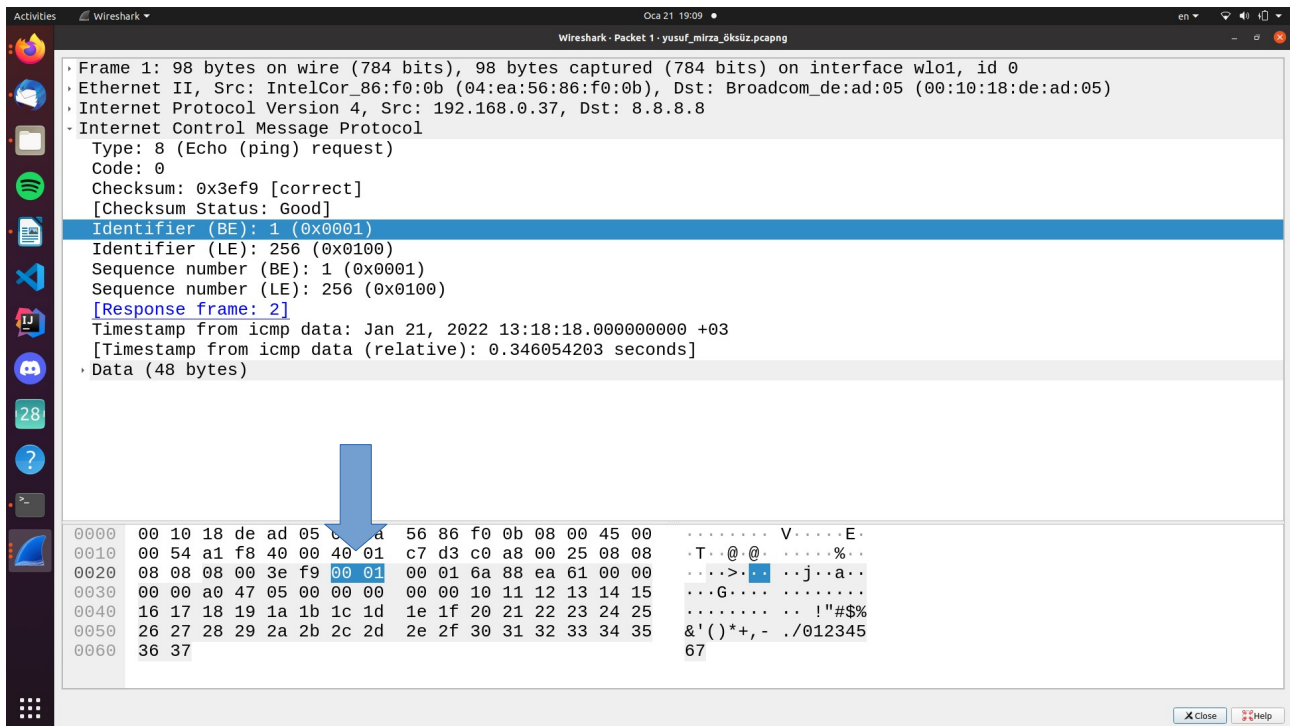 Activities Wireshark Oca 21 19:09 en
Wireshark · Packet 1 · yusuf_mirza_öksüz.pcapng
Frame 1: 98 bytes on wire (784 bits), 98 bytes captured (784 bits) on interface wlo1, id 0
Ethernet II, Src: IntelCor_86:f0:0b (04:ea:56:86:f0:0b), Dst: Broadcom_de:ad:05 (00:10:18:de:ad:05)
Internet Protocol Version 4, Src: 192.168.0.37, Dst: 8.8.8.8
Internet Control Message Protocol
Type: 8 (Echo (ping) request)
Code: 0
Checksum: 0x3ef9 [correct]
[Checksum Status: Good]
Identifier (BE): 1 (0x0001)
Identifier (LE): 256 (0x0100)
Sequence number (BE): 1 (0x0001)
Sequence number (LE): 256 (0x0100)
[Response frame: 2]
Timestamp from icmp data: Jan 21, 2022 13:18:18.000000000 +03
[Timestamp from icmp data (relative): 0.346054203 seconds]
Data (48 bytes)
28
0000 00 10 18 de ad 05 56 86 f0 0b 08 00 45 00 ········ V·····E·
0010 00 54 a1 f8 40 00 40 01 c7 d3 c0 a8 00 25 08 08 ·T··@·@· ·····%··
0020 08 08 08 00 3e f9 00 01 00 01 6a 88 ea 61 00 00 ····>··· ··j··a··
0030 00 00 a0 47 05 00 00 00 00 00 10 11 12 13 14 15 ···G···· ········
0040 16 17 18 19 1a 1b 1c 1d 1e 1f 20 21 22 23 24 25 ········ ·· !"#$%
0050 26 27 28 29 2a 2b 2c 2d 2e 2f 30 31 32 33 34 35 &'()*+,- ./012345
0060 36 37 67
Close Help